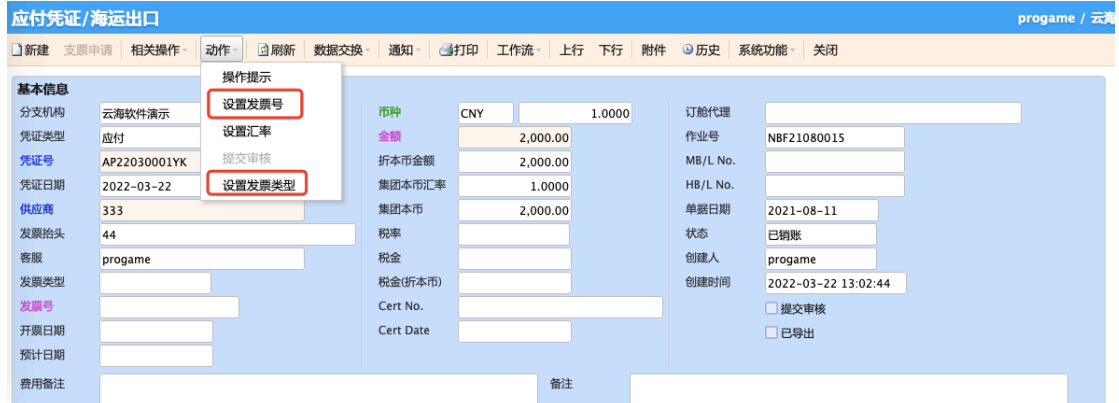 应付凭证/海运出口 progame / 云海
新建 支票申请 相关操作 动作 刷新 数据交换 通知 打印 工作流 上行 下行 附件 历史 系统功能 关闭
操作提示
设置发票号
设置汇率
提交审核
设置发票类型
基本信息
分支机构 云海软件演示 币种 CNY 1.0000 订舱代理
凭证类型 应付 金额 2,000.00 作业号 NBF21080015
凭证号 AP22030001YK 折本币金额 2,000.00 MB/L No.
凭证日期 2022-03-22 集团本币汇率 1.0000 HB/L No.
供应商 333 集团本币 2,000.00 单据日期 2021-08-11
发票抬头 44 税率 状态 已销账
客服 progame 税金 创建人 progame
发票类型 税金(折本币) 创建时间 2022-03-22 13:02:44
发票号 Cert No. 提交审核
开票日期 Cert Date 已导出
预计日期
费用备注 备注